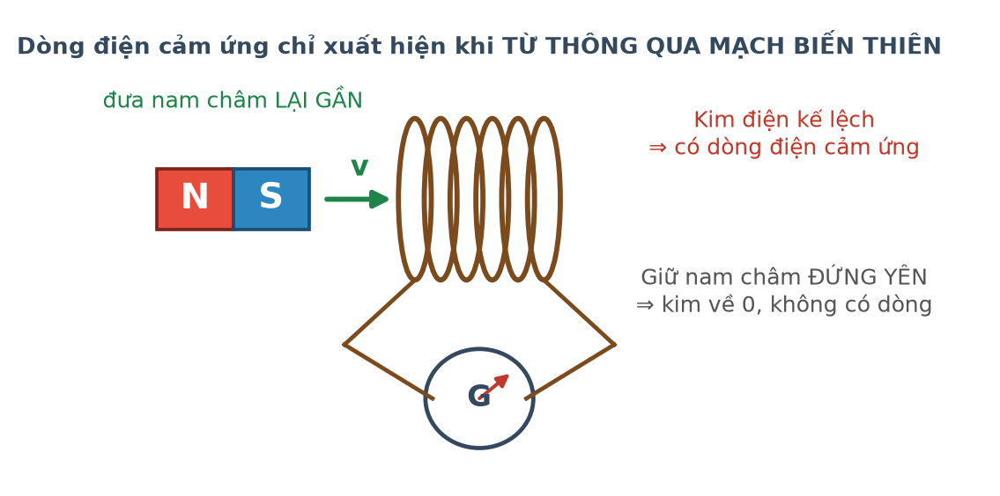 Dòng điện cảm ứng chỉ xuất hiện khi TỪ THÔNG QUA MẠCH BIẾN THIÊN
đưa nam châm LẠI GẦN
v
N S
Kim điện kế lệch
⇒ có dòng điện cảm ứng
Giữ nam châm ĐỨNG YÊN
⇒ kim về 0, không có dòng
G